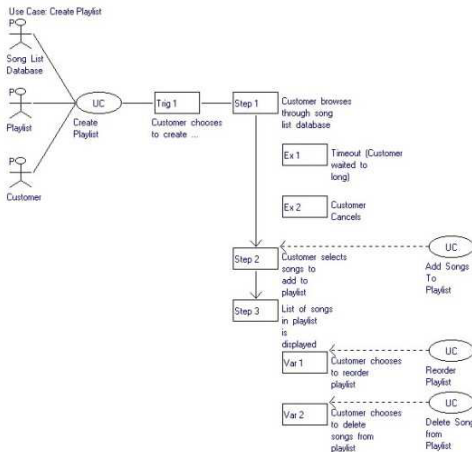 Use Case: Create Playlist
P
Song List
Database
P
Playlist
P
Customer
UC
Create
Playlist
Trig 1
Customer chooses
to create ...
Step 1
Customer browses
through song
list database
Ex 1
Timeout (Customer
waited to
long)
Ex 2
Customer
Cancels
Step 2
Customer selects
songs to
add to
playlist
UC
Add Songs
To
Playlist
Step 3
List of songs
in playlist
is
displayed
Var 1
Customer chooses
to reorder
playlist
UC
Reorder
Playlist
Var 2
Customer chooses
to delete
songs from
playlist
UC
Delete Song
from
Playlist